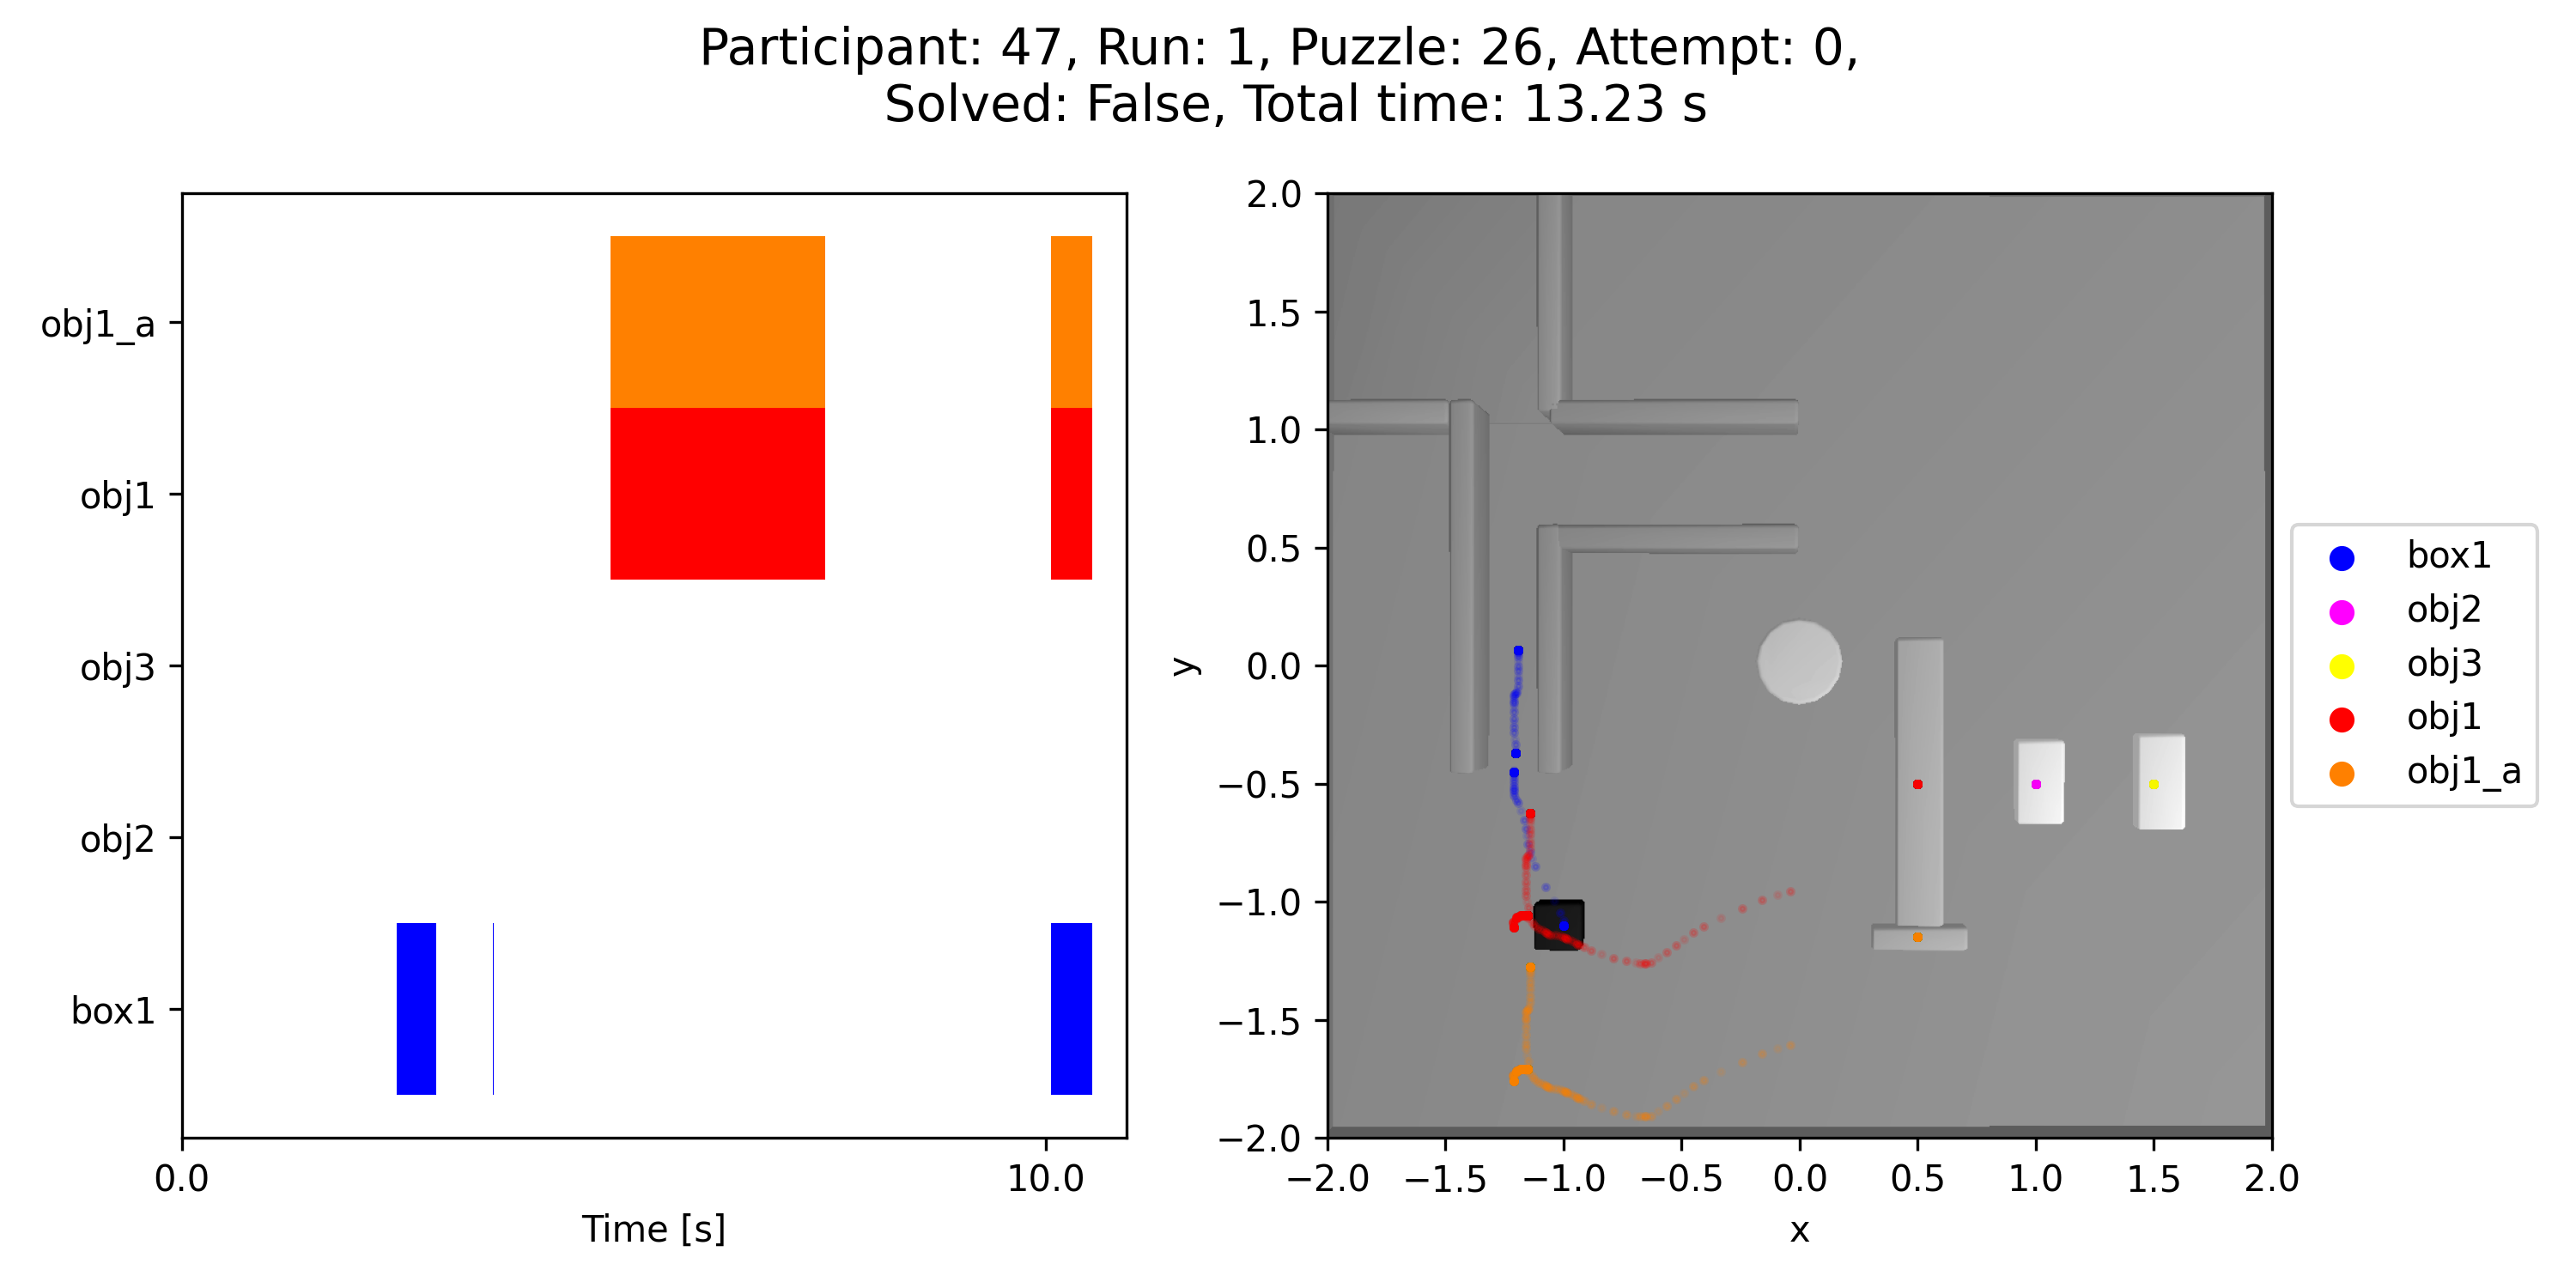 Participant: 47, Run: 1, Puzzle: 26, Attempt: 0,
Solved: False, Total time: 13.23 s
obj1_a
obj1
obj3
obj2
box1
0.0
10.0
Time [s]
2.0
1.5
1.0
0.5
0.0
−0.5
−1.0
−1.5
−2.0
y
−2.0
−1.5
−1.0
−0.5
0.0
0.5
1.0
1.5
2.0
x
box1
obj2
obj3
obj1
obj1_a